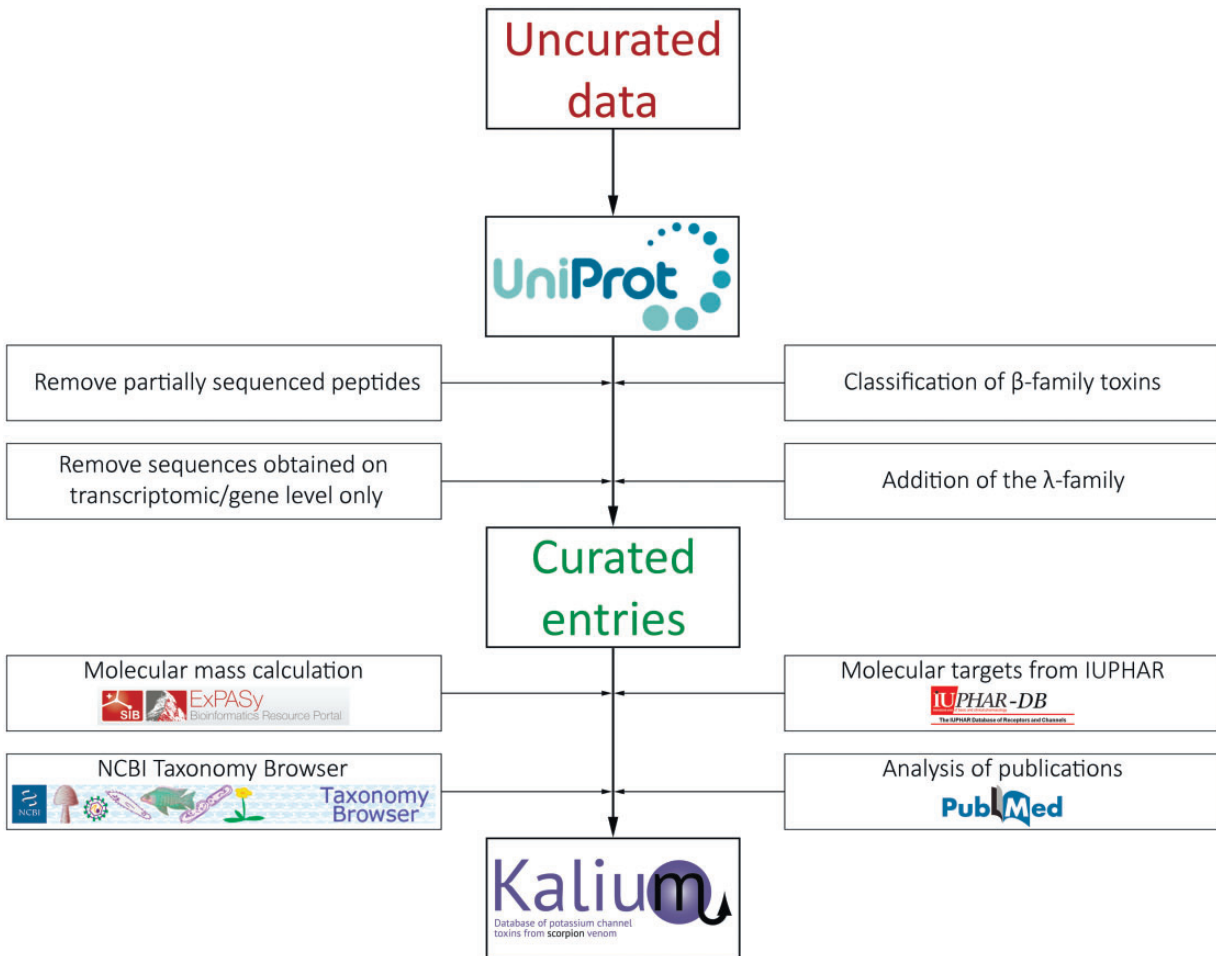 Uncurated
data
UniProt
Remove partially sequenced peptides
Classification of β-family toxins
Remove sequences obtained on
transcriptomic/gene level only
Addition of the λ-family
Curated
entries
Molecular mass calculation
SIB
ExPASy
Bioinformatics Resource Portal
Molecular targets from IUPHAR
IUPHAR-DB
The IUPHAR Database of Receptors and Channels
NCBI Taxonomy Browser
NCBI
Taxonomy
Browser
Analysis of publications
PubMed
Kalium
Database of potassium channel
toxins from scorpion venom